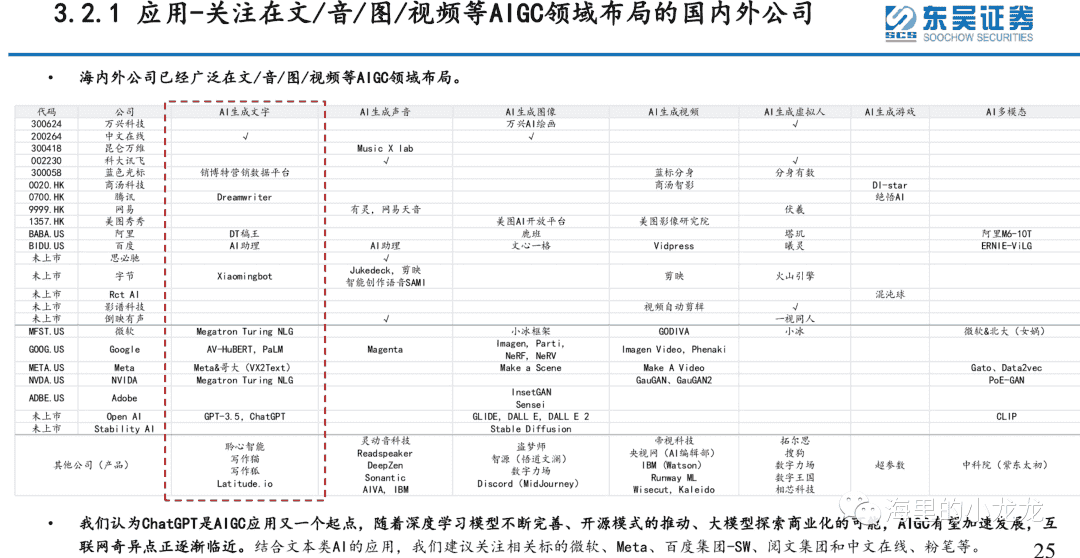 3.2.1 应用-关注在文/音/图/视频等AIGC领域布局的国内外公司
SCS 东吴证券
SOOCHOW SECURITIES
• 海内外公司已经广泛在文/音/图/视频等AIGC领域布局。
代码 公司 AI生成文字 AI生成声音 AI生成图像 AI生成视频 AI生成虚拟人 AI生成游戏 AI多模态
300624 万兴科技 万兴AI绘画 √
200264 中文在线 √ √
300418 昆仑万维 Music X lab
002230 科大讯飞 √ √
300058 蓝色光标 销博特营销数据平台 蓝标分身 分身有数
0020.HK 商汤科技 商汤智影 DI-star
0700.HK 腾讯 Dreamwriter 绝悟AI
9999.HK 网易 有灵，网易天音 伏羲
1357.HK 美图秀秀 美图AI开放平台 美图影像研究院
BABA.US 阿里 DT稿王 鹿班 塔玑 阿里M6-10T
BIDU.US 百度 AI助理 AI助理 文心一格 Vidpress 曦灵 ERNIE-ViLG
未上市 思必驰 √
未上市 字节 Xiaomingbot Jukedeck, 剪映 剪映 火山引擎
智能创作语音SAMI
未上市 Rct AI 混沌球
未上市 影谱科技 视频自动剪辑 √
未上市 倒映有声 √ 一视同人
MFST.US 微软 Megatron Turing NLG 小冰框架 GODIVA 小冰 微软&北大（女娲）
GOOG.US Google AV-HuBERT, PaLM Magenta Imagen, Parti, Imagen Video, Phenaki
NeRF, NeRV
META.US Meta Meta&哥大（VX2Text） Make a Scene Make A Video Gato, Data2vec
NVDA.US NVIDA Megatron Turing NLG GauGAN, GauGAN2 PoE-GAN
ADBE.US Adobe InsetGAN
Sensei
未上市 Open AI GPT-3.5, ChatGPT GLIDE, DALL E, DALL E 2 CLIP
未上市 Stability AI Stable Diffusion
其他公司（产品）
聆心智能
写作猫
写作狐
Latitude.io
灵动音科技
Readspeaker
DeepZen
Sonantic
AIVA, IBM
盗梦师
智源（悟道文澜）
数字力场
Discord（MidJourney）
帝视科技
央视网（AI编辑部）
IBM（Watson）
Runway ML
Wisecut, Kaleido
拓尔思
搜狗
数字力场
数字王国
相芯科技
超参数
中科院（紫东太初）
• 我们认为ChatGPT是AIGC应用又一个起点，随着深度学习模型不断完善、开源模式的推动、大模型探索商业化的可能，AIGC有望加速发展，互
联网奇异点正逐渐临近。结合文本类AI的应用，我们建议关注相关标的微软、Meta、百度集团-SW、阅文集团和中文在线、粉笔等。
海里的小龙龙
25